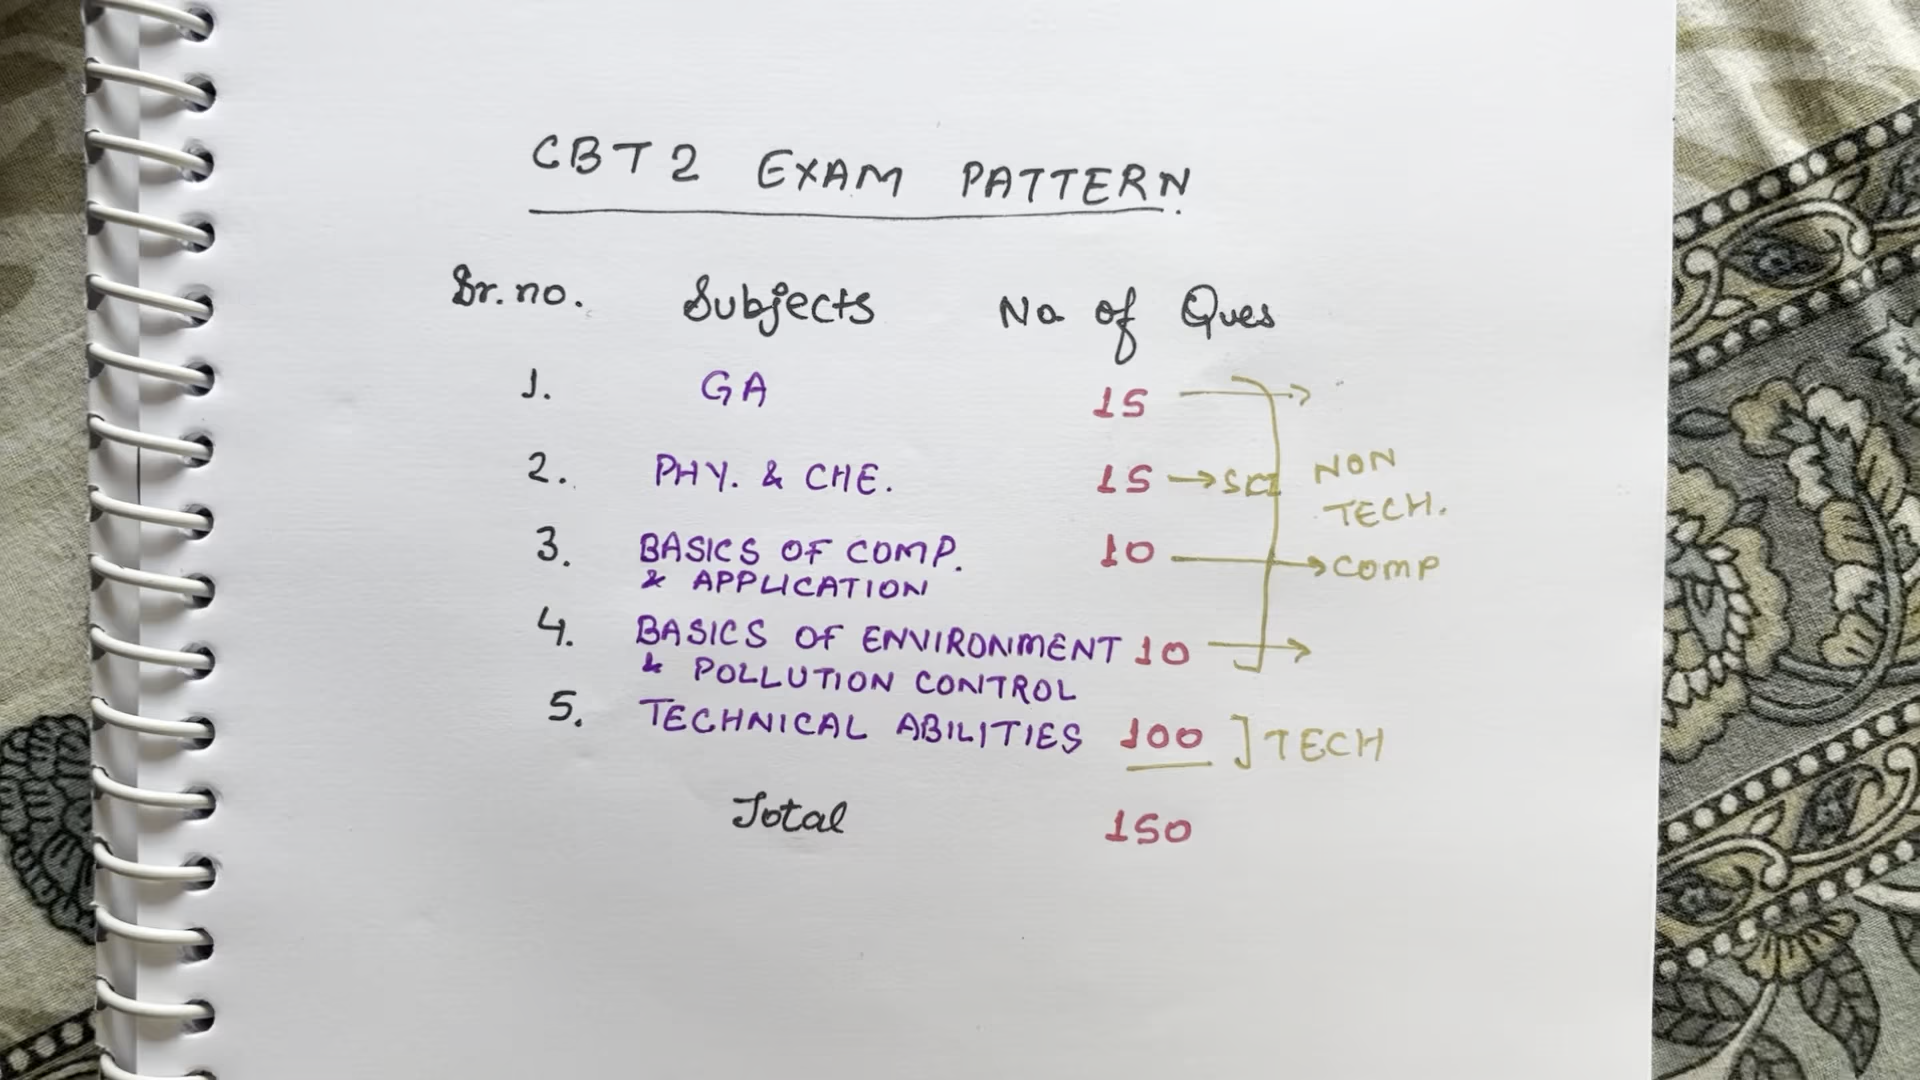 CBT 2 EXAM PATTERN.
Sr. no. Subjects No of Ques
1. GA 15
2. PHY. & CHE. 15 → SCI NON
TECH.
3. BASICS OF COMP. 10 → COMP
& APPLICATION
4. BASICS OF ENVIRONMENT 10 →
& POLLUTION CONTROL
5. TECHNICAL ABILITIES 100 ] TECH
Total 150